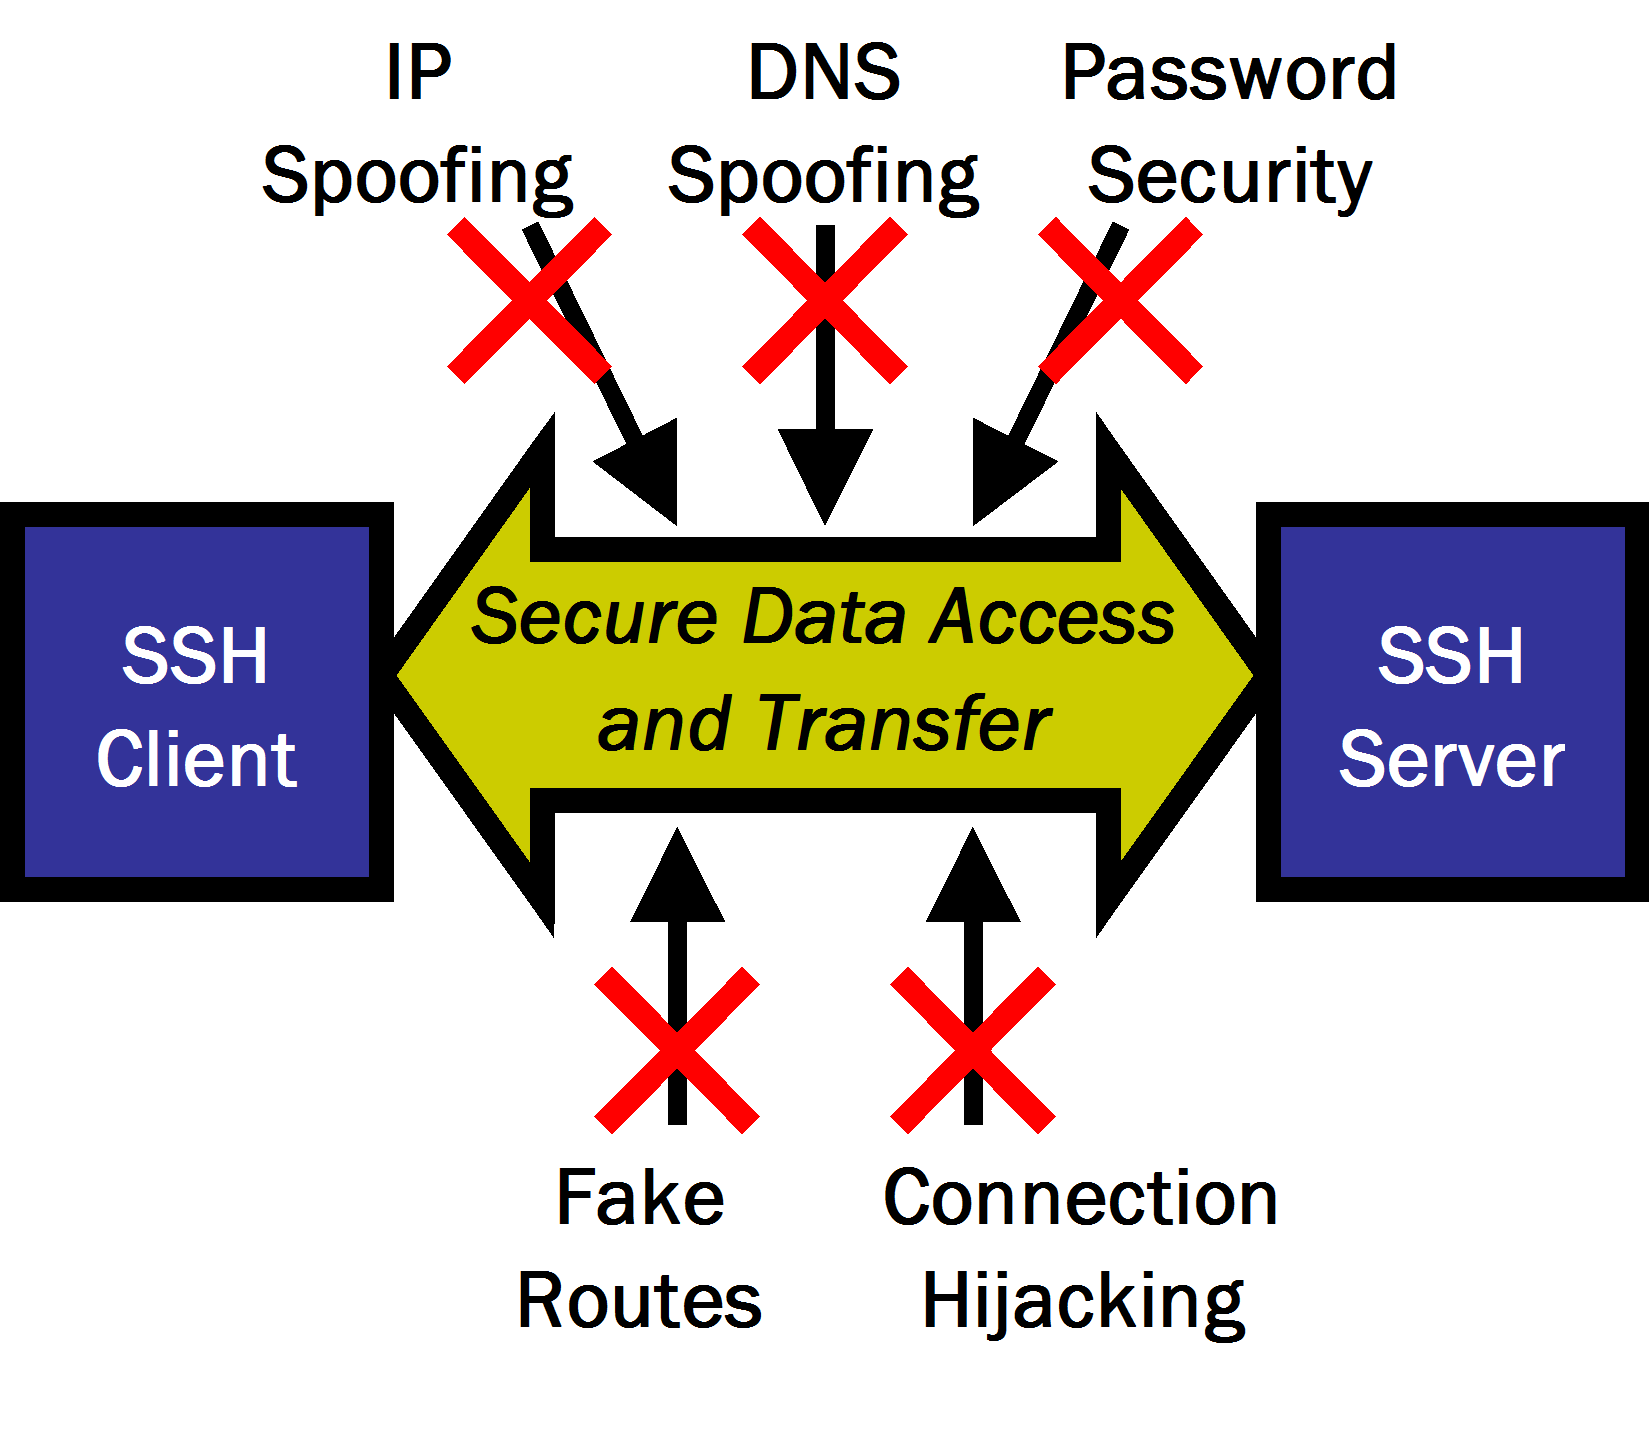 IP
Spoofing
DNS
Spoofing
Password
Security
SSH
Client
Secure Data Access
and Transfer
SSH
Server
Fake
Routes
Connection
Hijacking